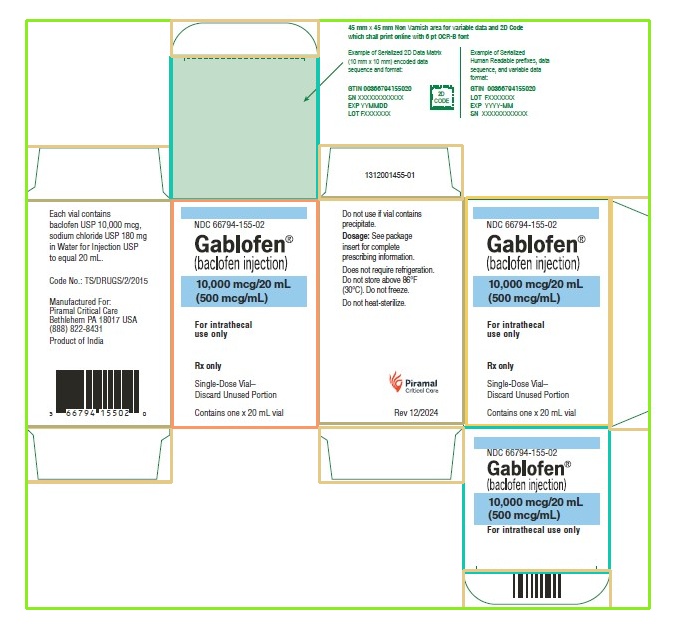 45 mm x 45 mm Non Varnish area for variable data and 2D Code
which shall print online with 6 pt OCR-B font
Example of Serialized 2D Data Matrix
(10 mm x 10 mm) encoded data
sequence and format:
GTIN 00366794155020
SN XXXXXXXXXXXX
EXP YYMMDD
LOT FXXXXXXX
2D
CODE
Example of Serialized
Human Readable prefixes, data
sequence, and variable data
format:
GTIN 00366794155020
LOT FXXXXXXX
EXP YYYY-MM
SN XXXXXXXXXXXX
1312001455-01
Each vial contains
baclofen USP 10,000 mcg,
sodium chloride USP 180 mg
in Water for Injection USP
to equal 20 mL.
Code No.: TS/DRUGS/2/2015
Manufactured For:
Piramal Critical Care
Bethlehem PA 18017 USA
(888) 822-8431
Product of India
3 66794 15502 0
NDC 66794-155-02
Gablofen®
(baclofen injection)
10,000 mcg/20 mL
(500 mcg/mL)
For intrathecal
use only
Rx only
Single-Dose Vial–
Discard Unused Portion
Contains one x 20 mL vial
Do not use if vial contains
precipitate.
Dosage: See package
insert for complete
prescribing information.
Does not require refrigeration.
Do not store above 86°F
(30°C). Do not freeze.
Do not heat-sterilize.
Piramal
Critical Care
Rev 12/2024
NDC 66794-155-02
Gablofen®
(baclofen injection)
10,000 mcg/20 mL
(500 mcg/mL)
For intrathecal
use only
Rx only
Single-Dose Vial–
Discard Unused Portion
Contains one x 20 mL vial
NDC 66794-155-02
Gablofen®
(baclofen injection)
10,000 mcg/20 mL
(500 mcg/mL)
For intrathecal use only